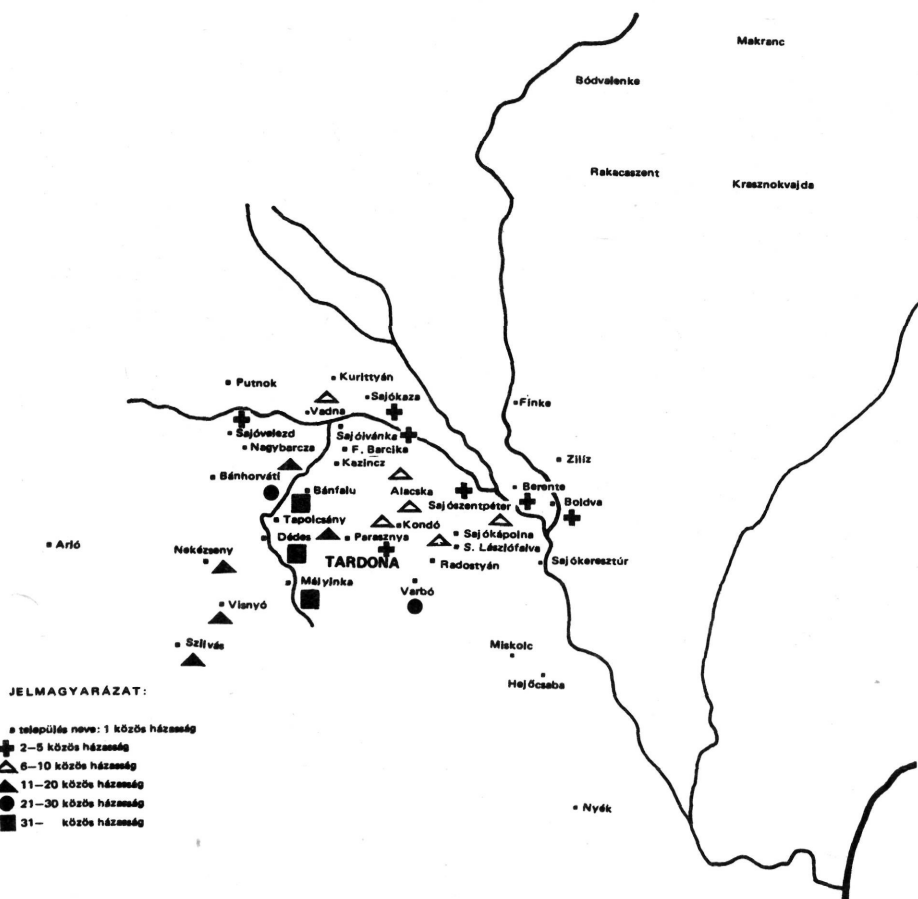 Makranc
Bódvalenke
Rakacaszent
Krasznokvajda
Putnok
Kurittyán
Sajókaza
Vadna
Finke
Sajóvelezd
Sajóivánka
Nagybarcza
F. Barcika
Kazincz
Zilíz
Bánhorváti
Bánfalu
Alacska
Berente
Sajószentpéter
Boldva
Tapolcsány
Kondó
Dédes
Parasznya
Sajókápolna
S. Lászlófalva
Arló
Nekézseny
TARDONA
Radostyán
Sajókeresztúr
Mályinka
Varbó
Visnyó
Szilvás
Miskolc
Hejőcsaba
Nyék
JELMAGYARÁZAT:
a település neve: 1 közös házasság
2–5 közös házasság
6–10 közös házasság
11–20 közös házasság
21–30 közös házasság
31– közös házasság